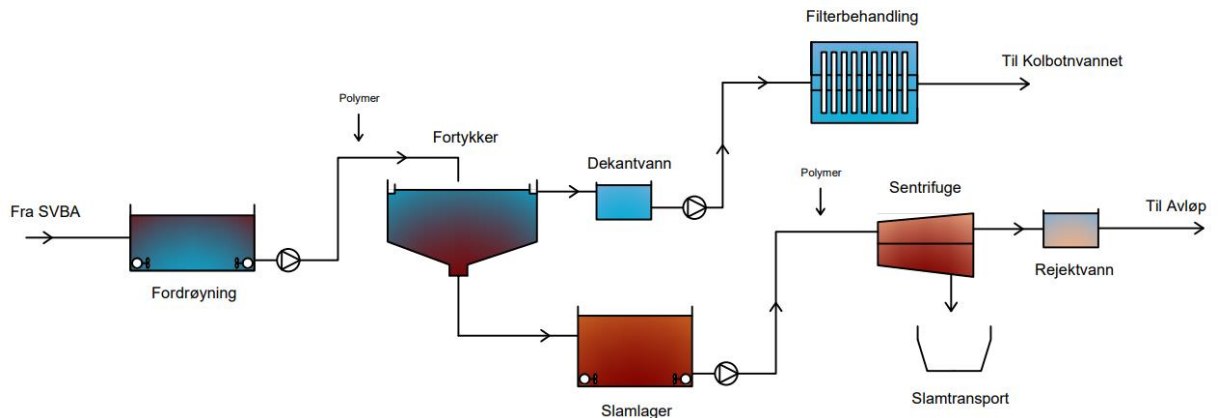 Filterbehandling
Til Kolbotnvannet
Polymer
Fortykker
Dekantvann
Polymer
Sentrifuge
Til Avløp
Fra SVBA
Fordrøyning
Rejektvann
Slamlager
Slamtransport